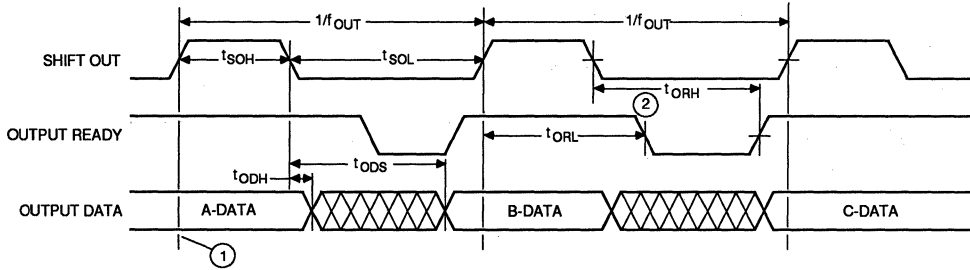 1/fOUT 1/fOUT
SHIFT OUT tSOH tSOL
tORH
2
OUTPUT READY tORL
tODS
tODH
OUTPUT DATA A-DATA B-DATA C-DATA
1